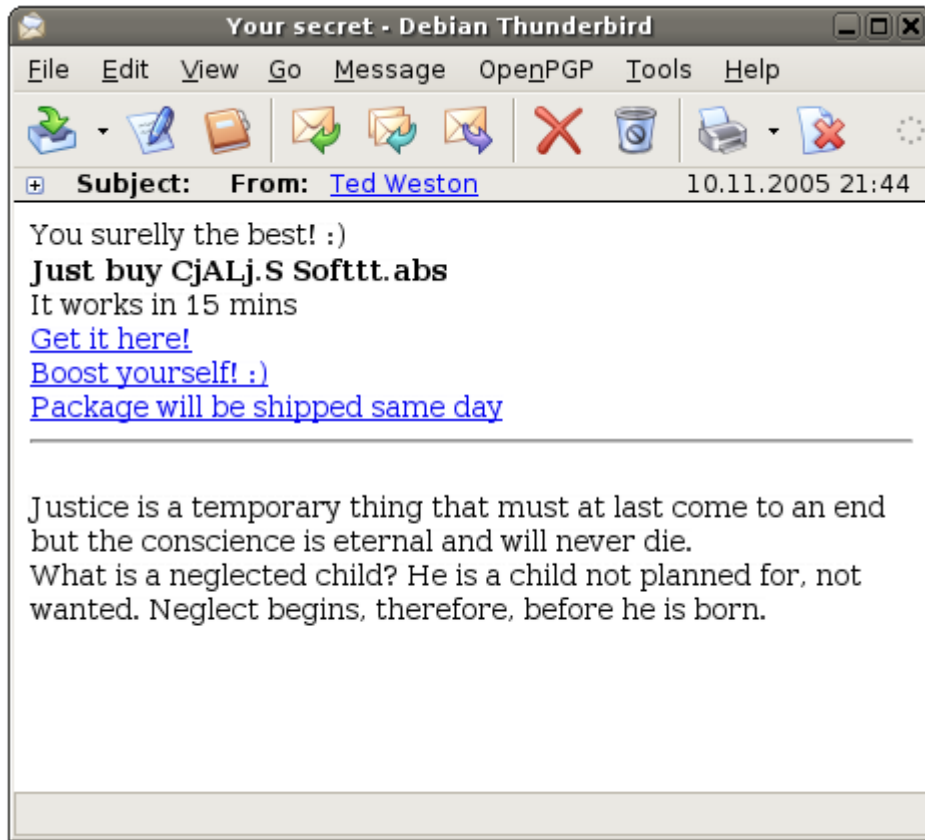 Your secret - Debian Thunderbird
File Edit View Go Message OpenPGP Tools Help
Subject: From: Ted Weston 10.11.2005 21:44
You surelly the best! :)
Just buy CjALj.S Softtt.abs
It works in 15 mins
Get it here!
Boost yourself! :)
Package will be shipped same day
Justice is a temporary thing that must at last come to an end
but the conscience is eternal and will never die.
What is a neglected child? He is a child not planned for, not
wanted. Neglect begins, therefore, before he is born.